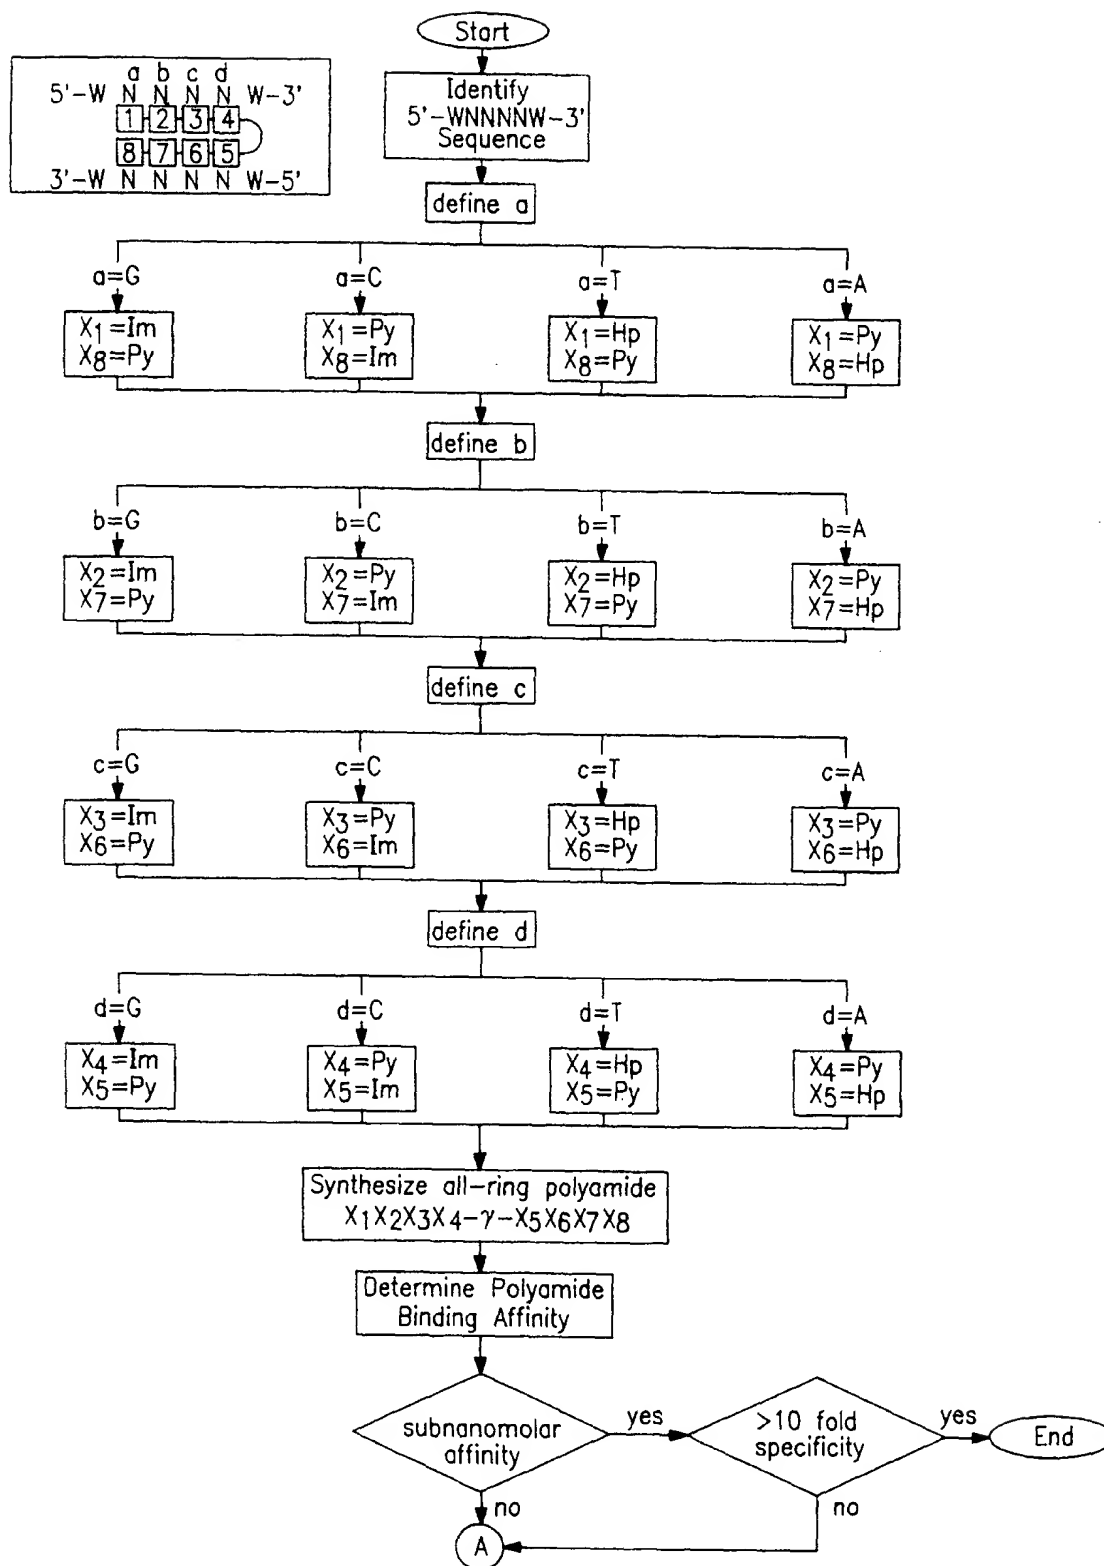 Start
a b c d
5'-W N N N N W-3'
1 2 3 4
8 7 6 5
3'-W N N N N W-5'
Identify
5'-WNNNNW-3'
Sequence
define a
a=G
a=C
a=T
a=A
X1=Im
X8=Py
X1=Py
X8=Im
X1=Hp
X8=Py
X1=Py
X8=Hp
define b
b=G
b=C
b=T
b=A
X2=Im
X7=Py
X2=Py
X7=Im
X2=Hp
X7=Py
X2=Py
X7=Hp
define c
c=G
c=C
c=T
c=A
X3=Im
X6=Py
X3=Py
X6=Im
X3=Hp
X6=Py
X3=Py
X6=Hp
define d
d=G
d=C
d=T
d=A
X4=Im
X5=Py
X4=Py
X5=Im
X4=Hp
X5=Py
X4=Py
X5=Hp
Synthesize all-ring polyamide
X1X2X3X4-γ-X5X6X7X8
Determine Polyamide
Binding Affinity
subnanomolar
affinity
yes
>10 fold
specificity
yes
End
no
no
A